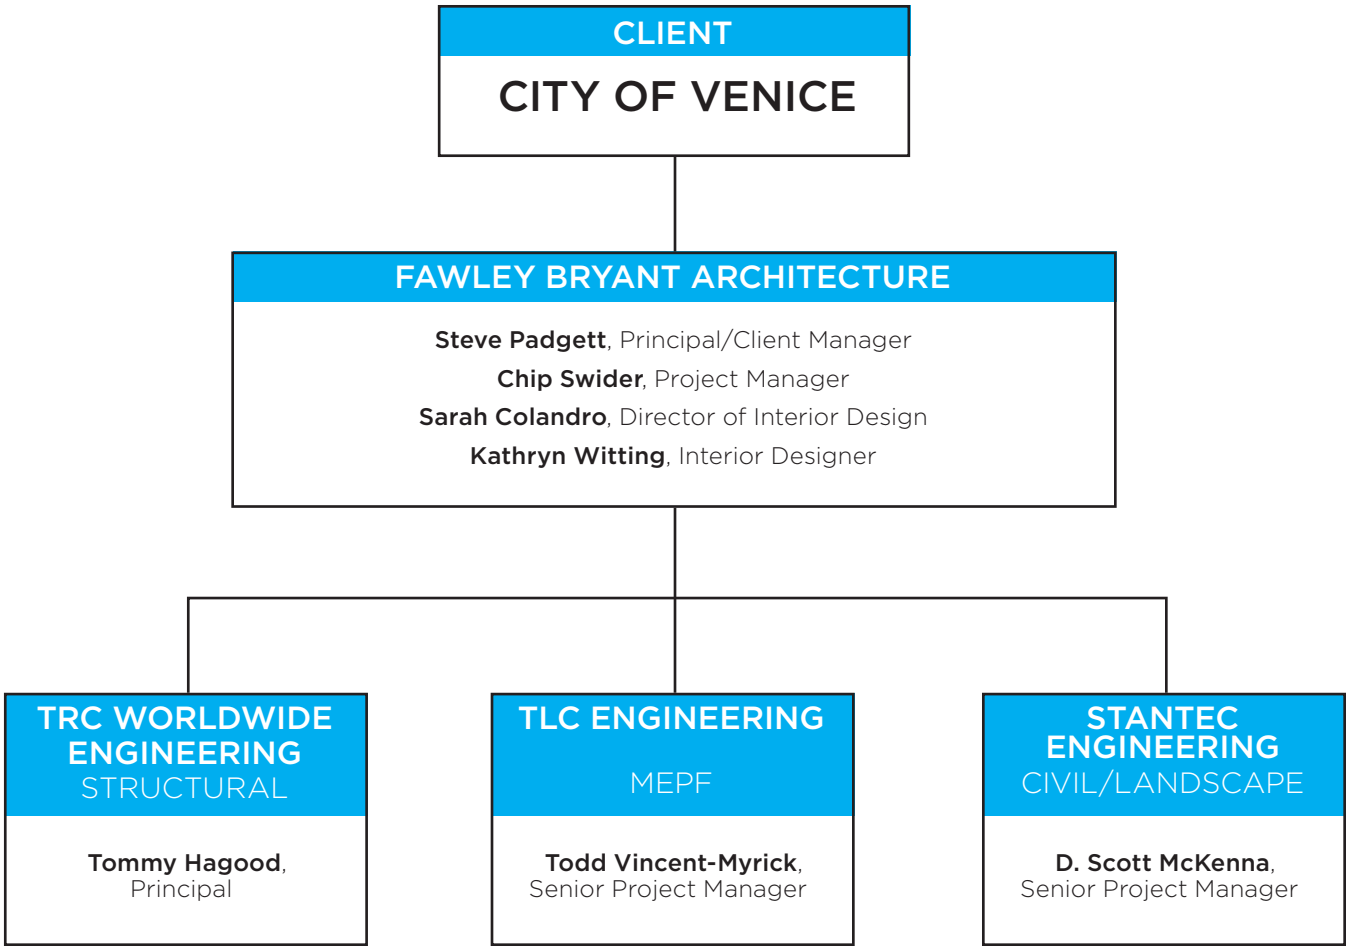 CLIENT
CITY OF VENICE
FAWLEY BRYANT ARCHITECTURE
Steve Padgett, Principal/Client Manager
Chip Swider, Project Manager
Sarah Colandro, Director of Interior Design
Kathryn Witting, Interior Designer
TRC WORLDWIDE
ENGINEERING
STRUCTURAL
Tommy Hagood,
Principal
TLC ENGINEERING
MEPF
Todd Vincent-Myrick,
Senior Project Manager
STANTEC
ENGINEERING
CIVIL/LANDSCAPE
D. Scott McKenna,
Senior Project Manager